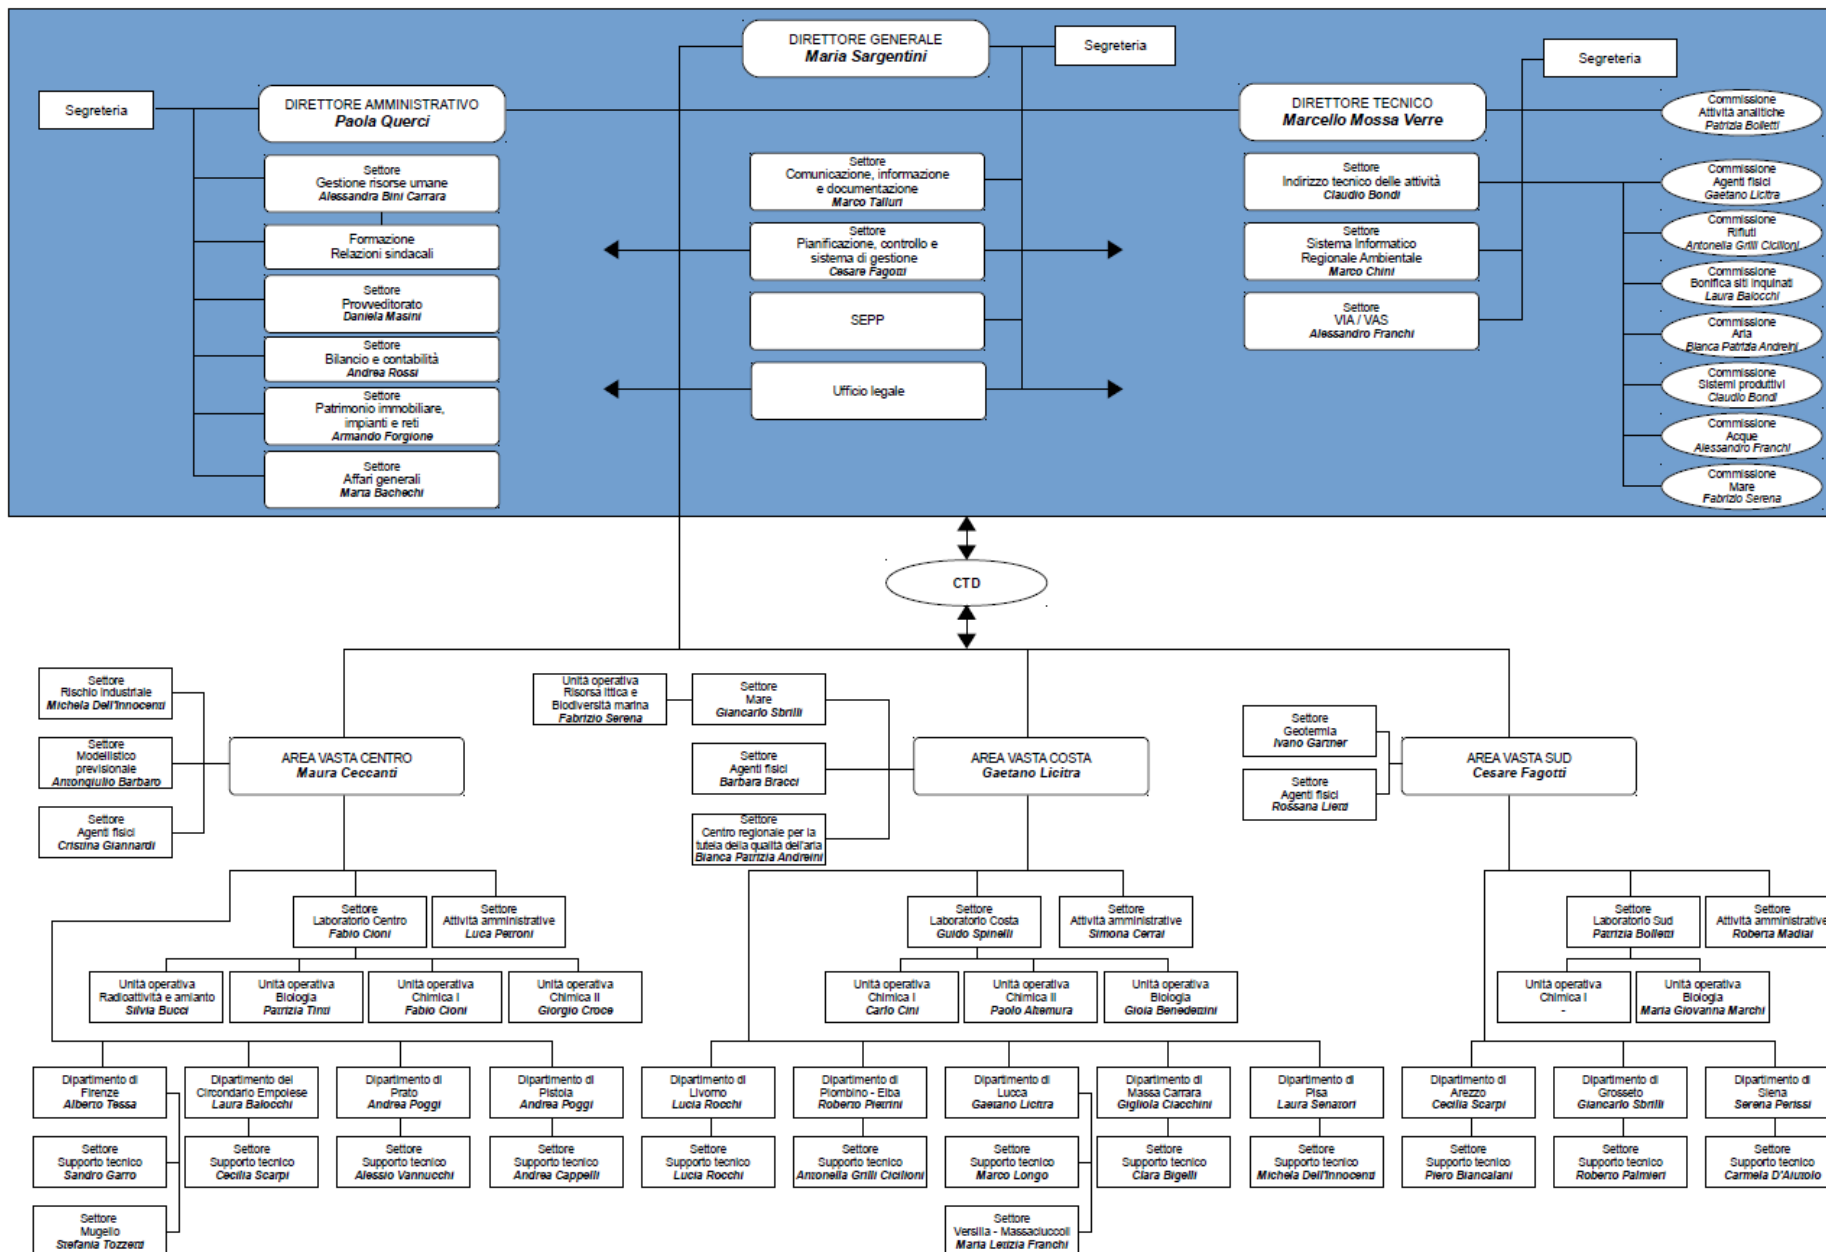 DIRETTORE GENERALE
Maria Sargentini
Segreteria
Segreteria
Segreteria
DIRETTORE AMMINISTRATIVO
Paola Querci
DIRETTORE TECNICO
Marcello Mossa Verre
Commissione
Attività analitiche
Patrizia Bolletti
Settore
Gestione risorse umane
Alessandra Bini Carrara
Formazione
Relazioni sindacali
Settore
Provveditorato
Daniela Masini
Settore
Bilancio e contabilità
Andrea Rossi
Settore
Patrimonio immobiliare,
impianti e reti
Armando Forgione
Settore
Affari generali
Marta Bachechi
Settore
Comunicazione, informazione
e documentazione
Marco Talluri
Settore
Pianificazione, controllo e
sistema di gestione
Cesare Fagotti
SEPP
Ufficio legale
Settore
Indirizzo tecnico delle attività
Claudio Bondi
Settore
Sistema Informatico
Regionale Ambientale
Marco Chini
Settore
VIA / VAS
Alessandro Franchi
Commissione
Agenti fisici
Gaetano Licitra
Commissione
Rifiuti
Antonella Grilli Cicilioni
Commissione
Bonifica siti inquinati
Laura Balocchi
Commissione
Aria
Bianca Patrizia Andreini
Commissione
Sistemi produttivi
Claudio Bondi
Commissione
Acque
Alessandro Franchi
Commissione
Mare
Fabrizio Serena
CTD
Settore
Rischio Industriale
Michela Dell'Innocenti
Settore
Modellistico
previsionale
Antongiulio Barbaro
Settore
Agenti fisici
Cristina Giannardi
AREA VASTA CENTRO
Maura Ceccanti
Unità operativa
Risorsa Ittica e
Biodiversità marina
Fabrizio Serena
Settore
Mare
Giancarlo Sbrilli
Settore
Agenti fisici
Barbara Bracci
Settore
Centro regionale per la
tutela della qualità dell'aria
Bianca Patrizia Andreini
AREA VASTA COSTA
Gaetano Licitra
Settore
Geotermia
Ivano Gartner
Settore
Agenti fisici
Rossana Lietti
AREA VASTA SUD
Cesare Fagotti
Settore
Laboratorio Centro
Fabio Cioni
Settore
Attività amministrative
Luca Petroni
Settore
Laboratorio Costa
Guido Spinelli
Settore
Attività amministrative
Simona Cerrai
Settore
Laboratorio Sud
Patrizia Bolletti
Settore
Attività amministrative
Roberta Madiai
Unità operativa
Radioattività e amianto
Silvia Bucci
Unità operativa
Biologia
Patrizia Tinti
Unità operativa
Chimica I
Fabio Cioni
Unità operativa
Chimica II
Giorgio Croce
Unità operativa
Chimica I
Carlo Cini
Unità operativa
Chimica II
Paolo Altemura
Unità operativa
Biologia
Gioia Benedettini
Unità operativa
Chimica I
-
Unità operativa
Biologia
Maria Giovanna Marchi
Dipartimento di
Firenze
Alberto Tessa
Dipartimento del
Circondario Empolese
Laura Balocchi
Dipartimento di
Prato
Andrea Poggi
Dipartimento di
Pistoia
Andrea Poggi
Dipartimento di
Livorno
Lucia Rocchi
Dipartimento di
Piombino - Elba
Roberto Pietrini
Dipartimento di
Lucca
Gaetano Licitra
Dipartimento di
Massa Carrara
Gigliola Ciacchini
Dipartimento di
Pisa
Laura Senatori
Dipartimento di
Arezzo
Cecilia Scarpi
Dipartimento di
Grosseto
Giancarlo Sbrilli
Dipartimento di
Siena
Serena Perissi
Settore
Supporto tecnico
Sandro Garro
Settore
Supporto tecnico
Cecilia Scarpi
Settore
Supporto tecnico
Alessio Vannucchi
Settore
Supporto tecnico
Andrea Cappelli
Settore
Supporto tecnico
Lucia Rocchi
Settore
Supporto tecnico
Antonella Grilli Cicilioni
Settore
Supporto tecnico
Marco Longo
Settore
Supporto tecnico
Clara Bigelli
Settore
Supporto tecnico
Michela Dell'Innocenti
Settore
Supporto tecnico
Piero Biancalani
Settore
Supporto tecnico
Roberto Palmieri
Settore
Supporto tecnico
Carmela D'Aiutolo
Settore
Mugello
Stefania Tozzetti
Settore
Versilia - Massaciuccoli
Maria Letizia Franchi